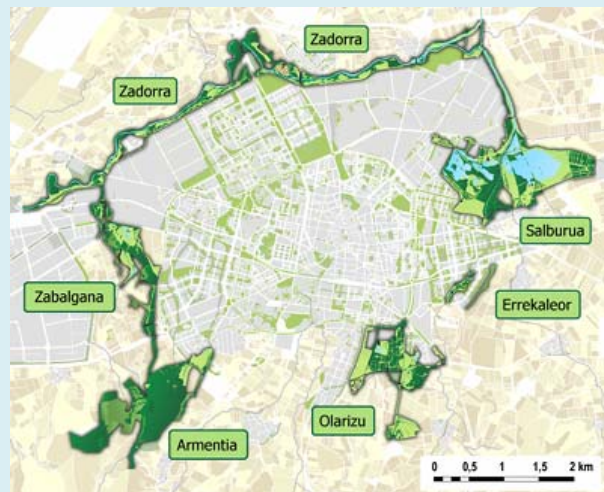 Zadorra
Zadorra
Salburua
Zabalgana
Errekaleor
Olarizu
Armentia
0 0,5 1 1,5 2 km